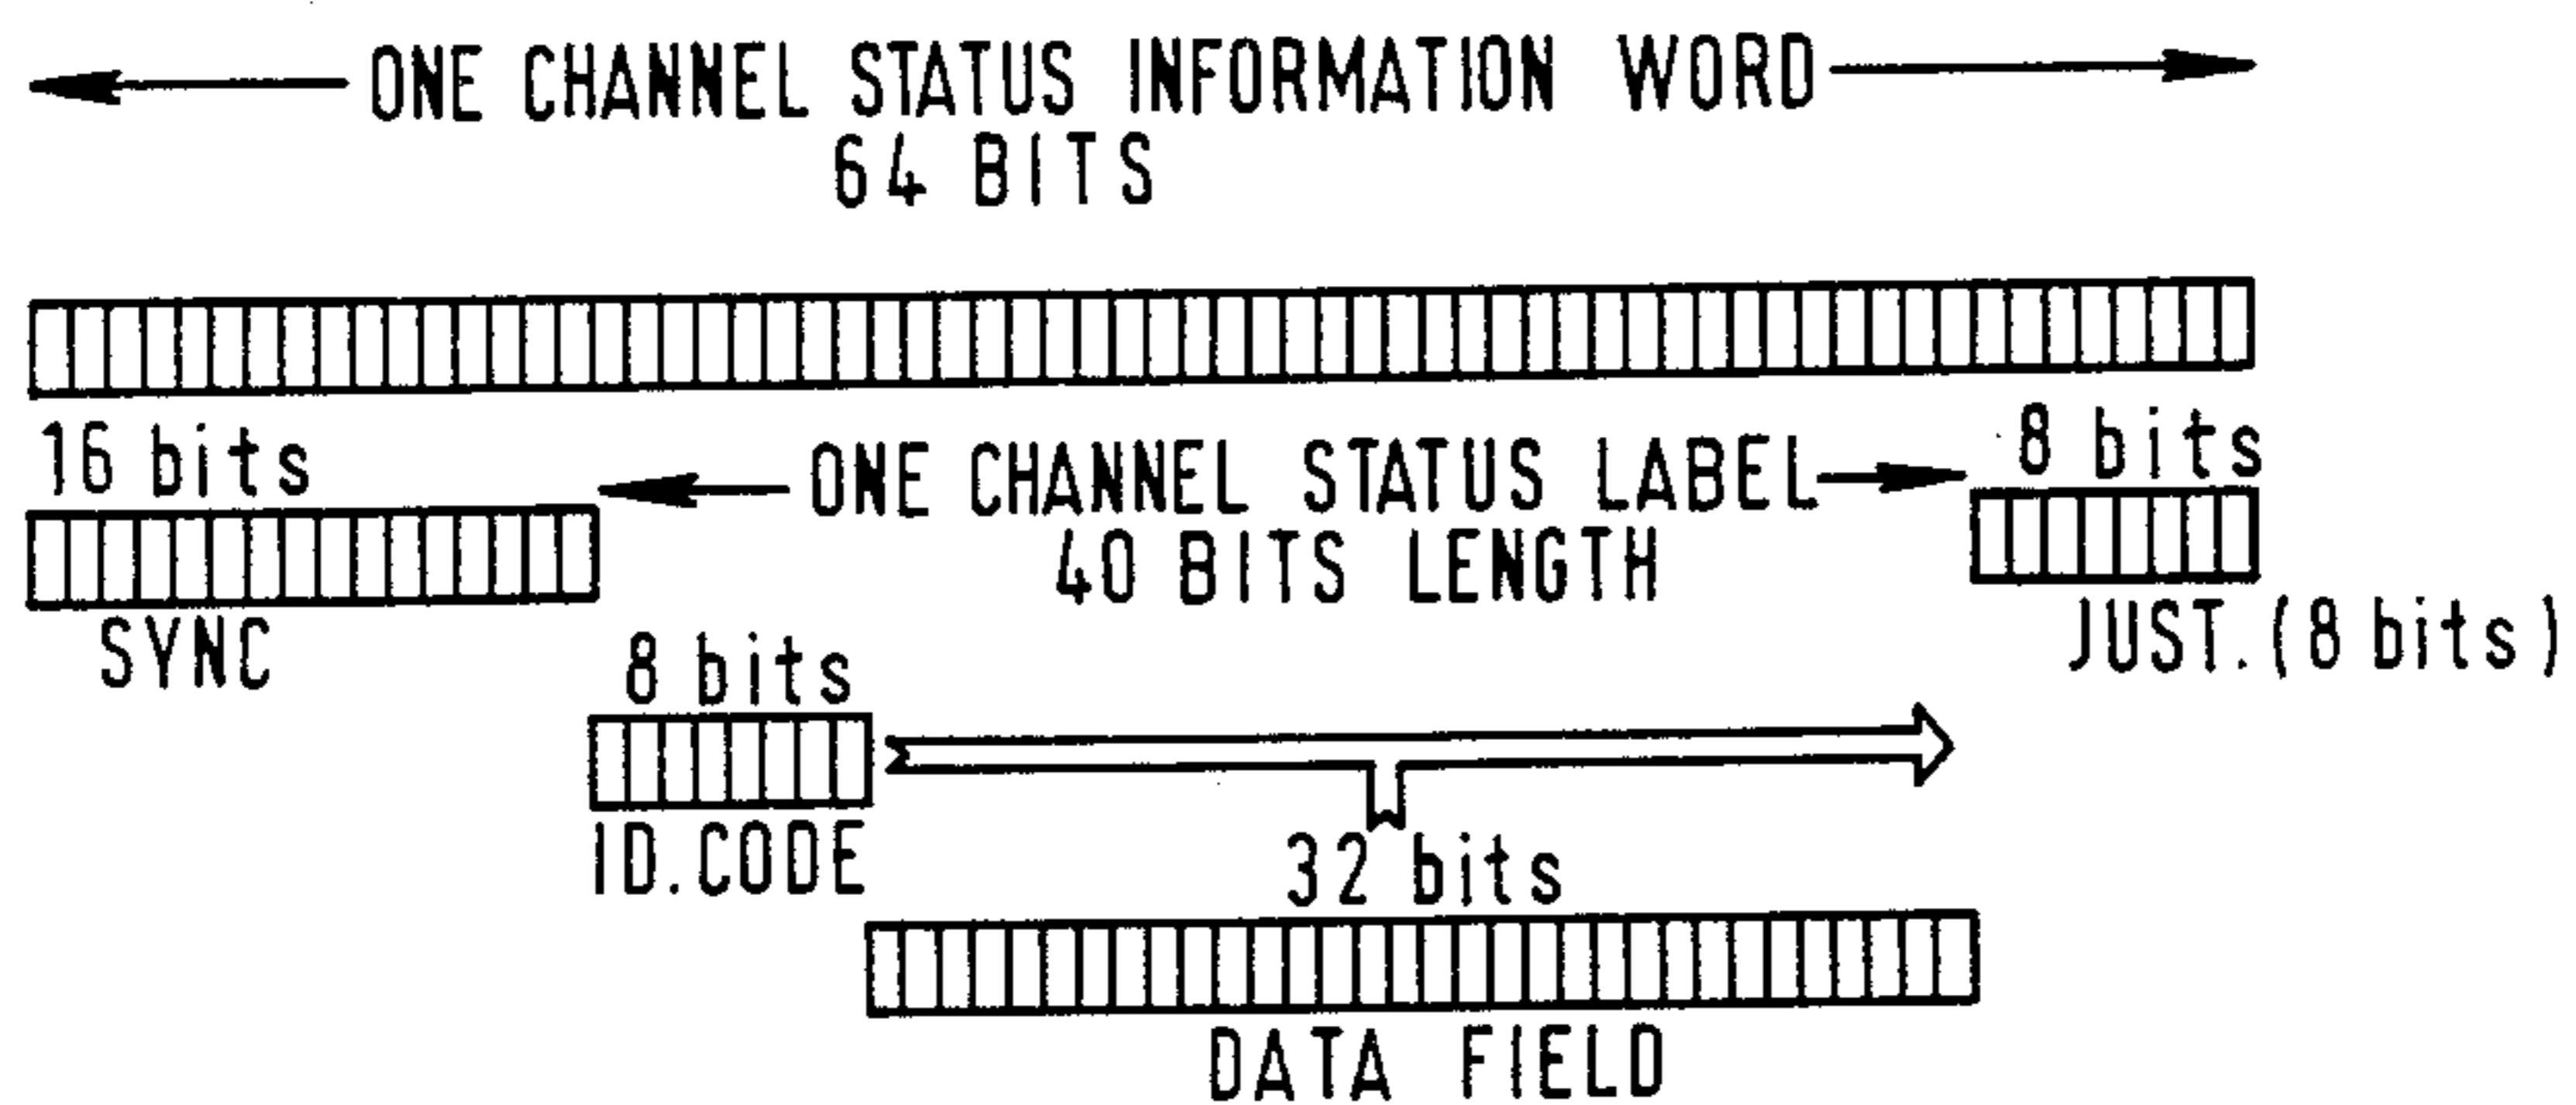 ONE CHANNEL STATUS INFORMATION WORD
64 BITS
16 bits
ONE CHANNEL STATUS LABEL
40 BITS LENGTH
8 bits
SYNC
JUST. (8 bits)
8 bits
ID. CODE
32 bits
DATA FIELD